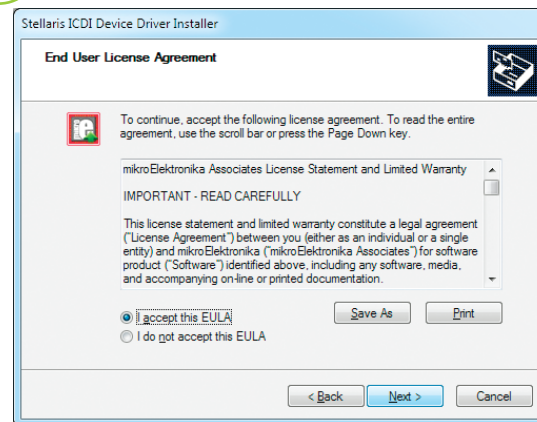 Stellaris ICDI Device Driver Installer
End User License Agreement
To continue, accept the following license agreement. To read the entire
agreement, use the scroll bar or press the Page Down key.
mikroElektronika Associates License Statement and Limited Warranty
IMPORTANT - READ CAREFULLY
This license statement and limited warranty constitute a legal agreement
("License Agreement") between you (either as an individual or a single
entity) and mikroElektronika ("mikroElektronika Associates") for software
product ("Software") identified above, including any software, media,
and accompanying on-line or printed documentation.
I accept this EULA
Save As
Print
I do not accept this EULA
< Back
Next >
Cancel